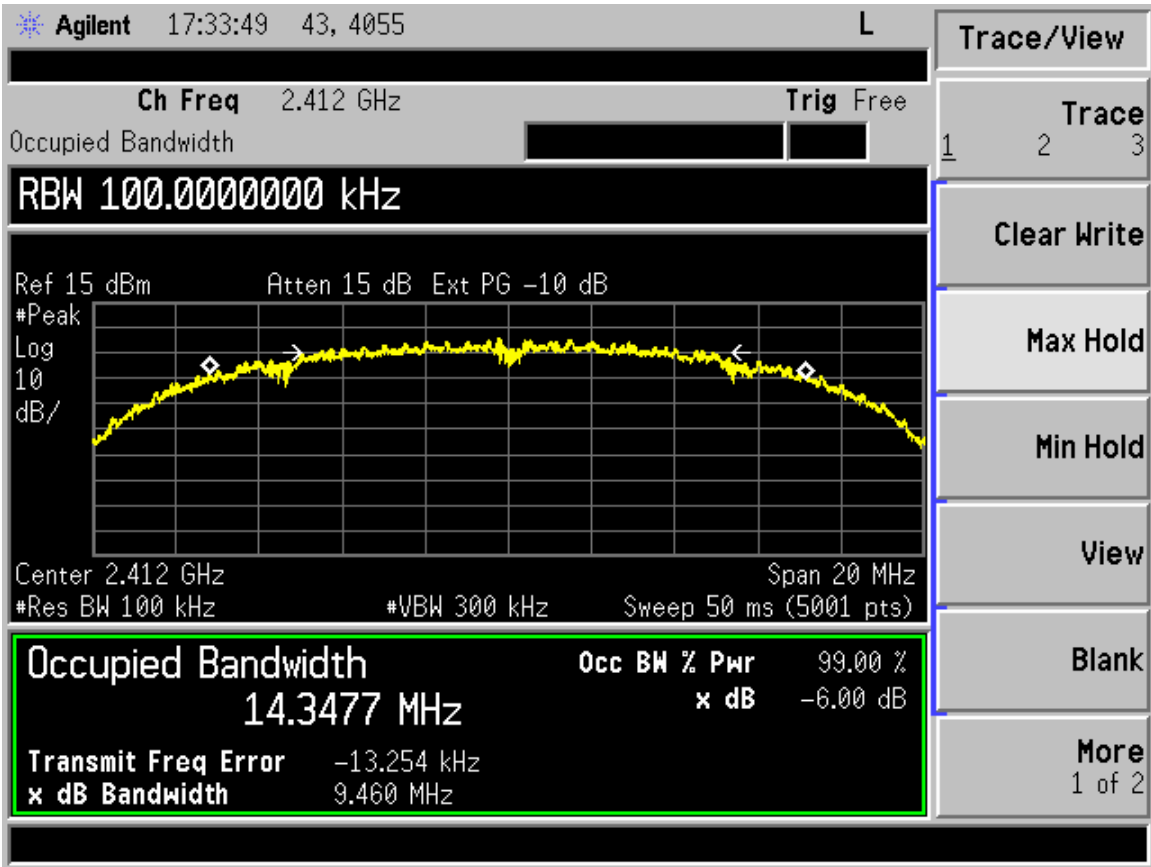 Agilent 17:33:49 43, 4055 L
Trace/View
Ch Freq 2.412 GHz Trig Free
Occupied Bandwidth
Trace
1 2 3
RBW 100.0000000 kHz
Clear Write
Ref 15 dBm Atten 15 dB Ext PG -10 dB
#Peak
Log
10
dB/
Max Hold
Min Hold
View
Center 2.412 GHz Span 20 MHz
#Res BW 100 kHz #VBW 300 kHz Sweep 50 ms (5001 pts)
Occupied Bandwidth Occ BW % Pwr 99.00 %
14.3477 MHz x dB -6.00 dB
Blank
Transmit Freq Error -13.254 kHz
x dB Bandwidth 9.460 MHz
More
1 of 2